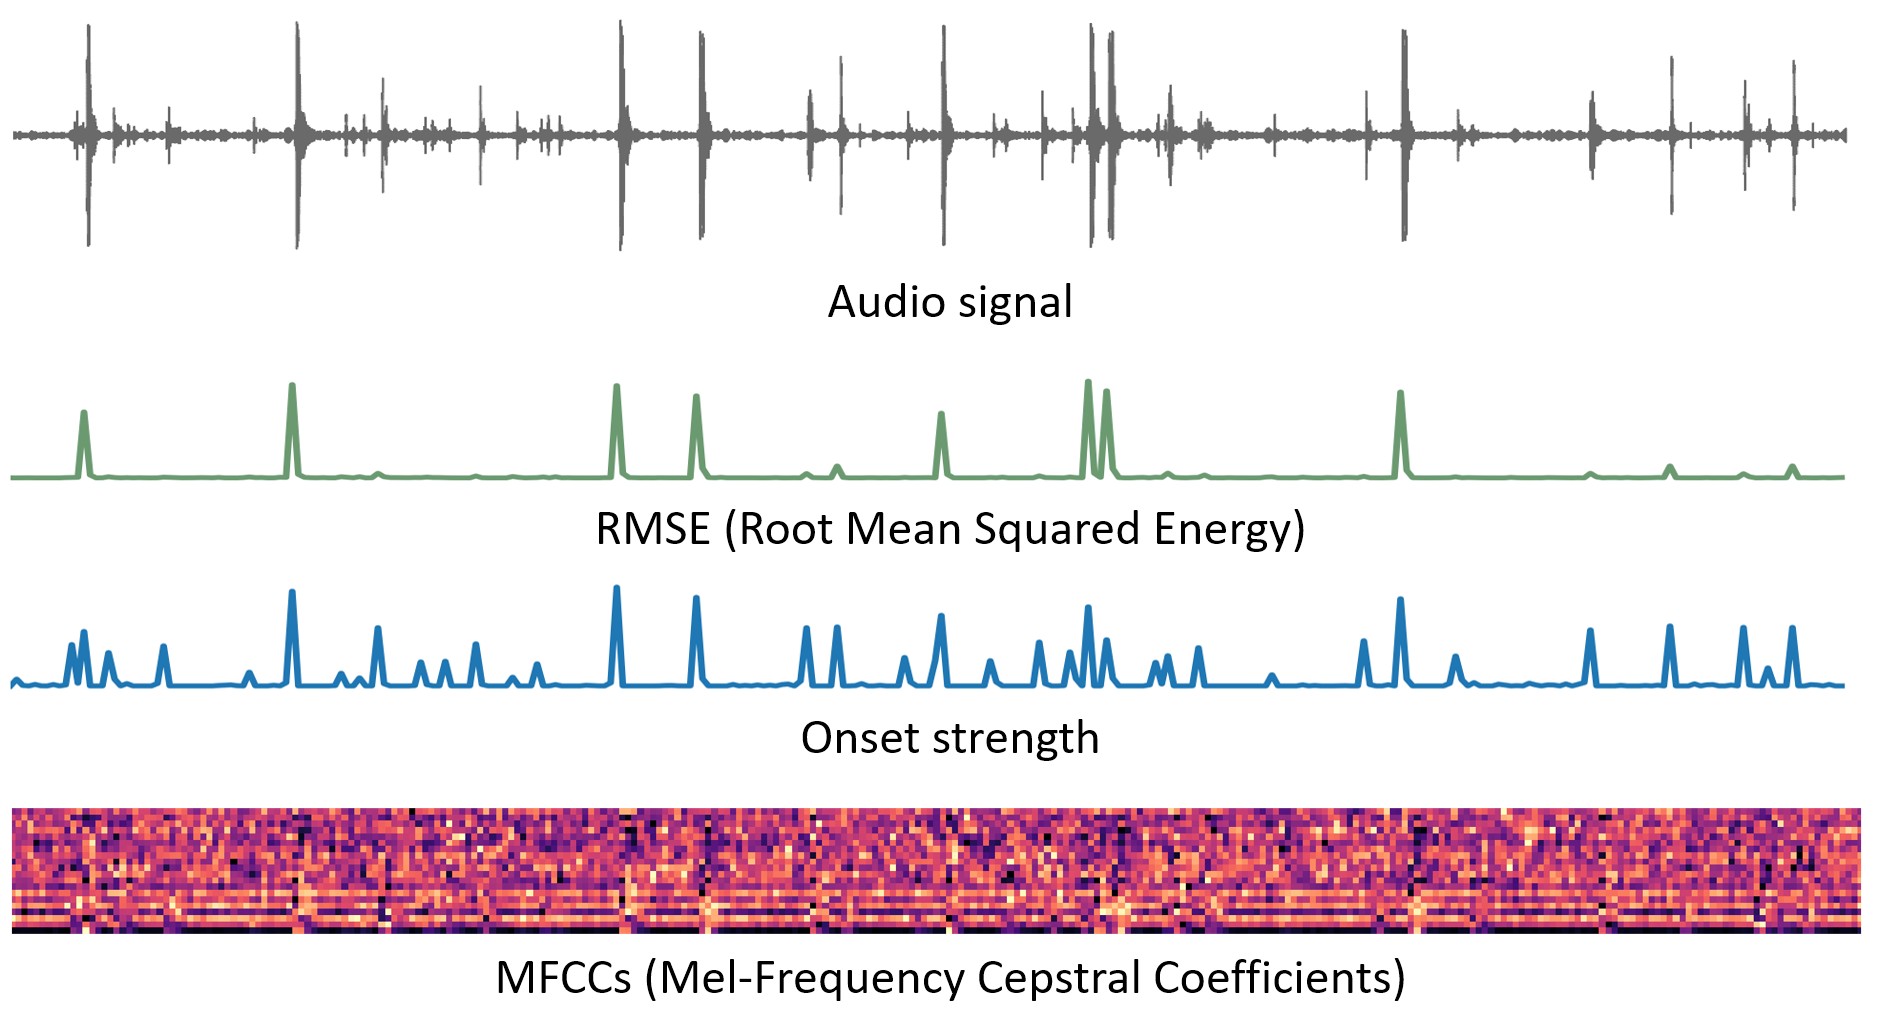 Audio signal
RMSE (Root Mean Squared Energy)
Onset strength
MFCCs (Mel-Frequency Cepstral Coefficients)